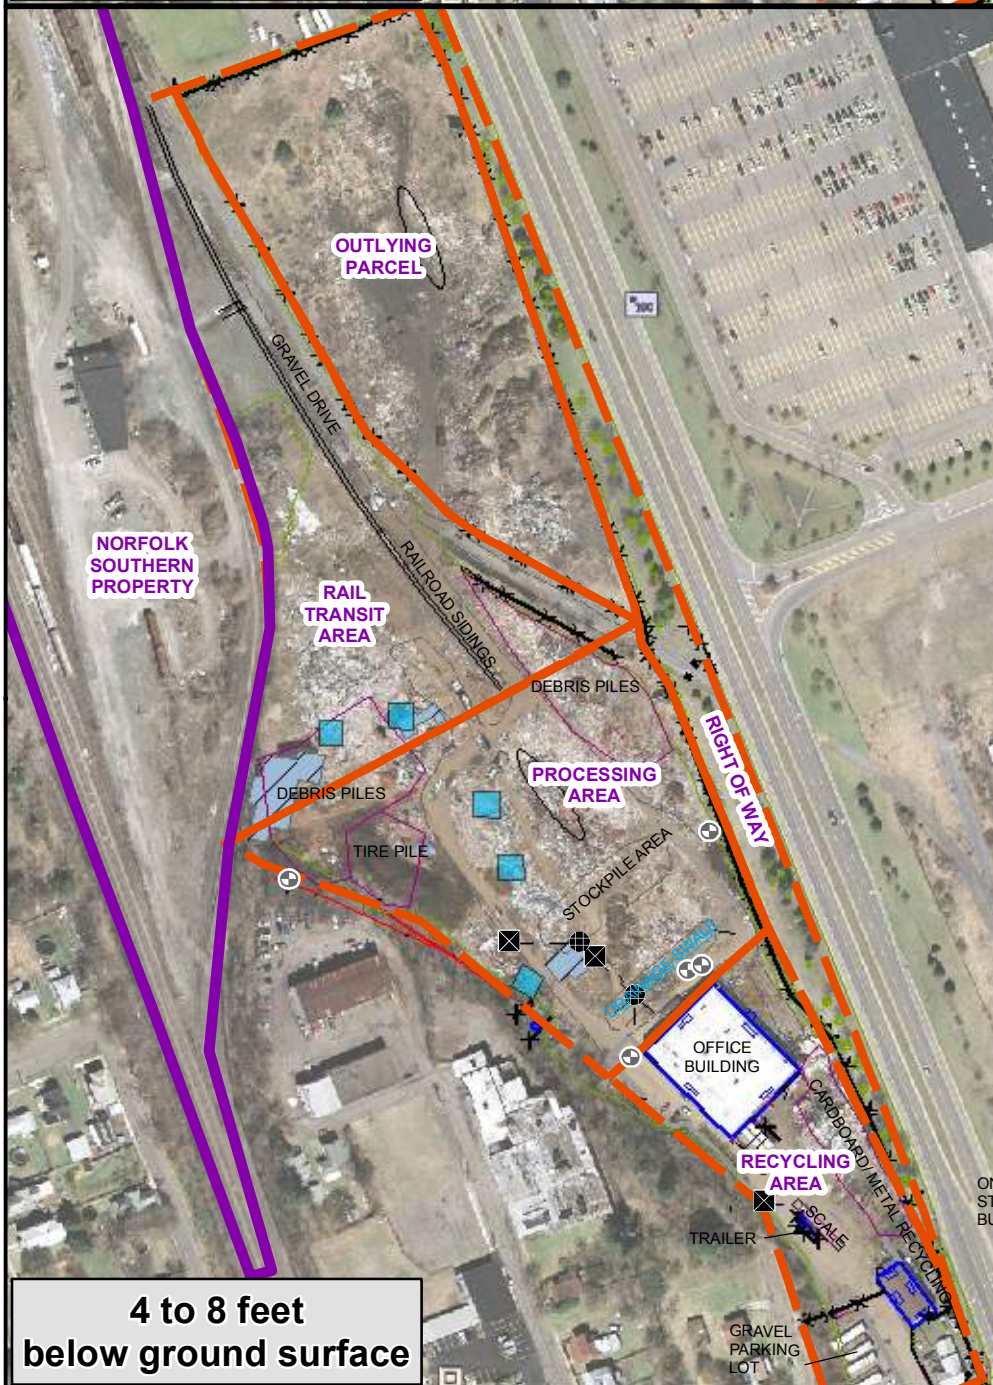 OUTLYING
PARCEL
GRAVEL DRIVE
NORFOLK
SOUTHERN
PROPERTY
RAIL
TRANSIT
AREA
RAILROAD SIDINGS
DEBRIS PILES
RIGHT OF WAY
PROCESSING
AREA
DEBRIS PILES
TIRE PILE
STOCKPILE AREA
DRAINAGE SWALE
OFFICE
BUILDING
CARDBOARD/ METAL RECYCLING
RECYCLING
AREA
SCALE
TRAILER
GRAVEL
PARKING
LOT
4 to 8 feet
below ground surface